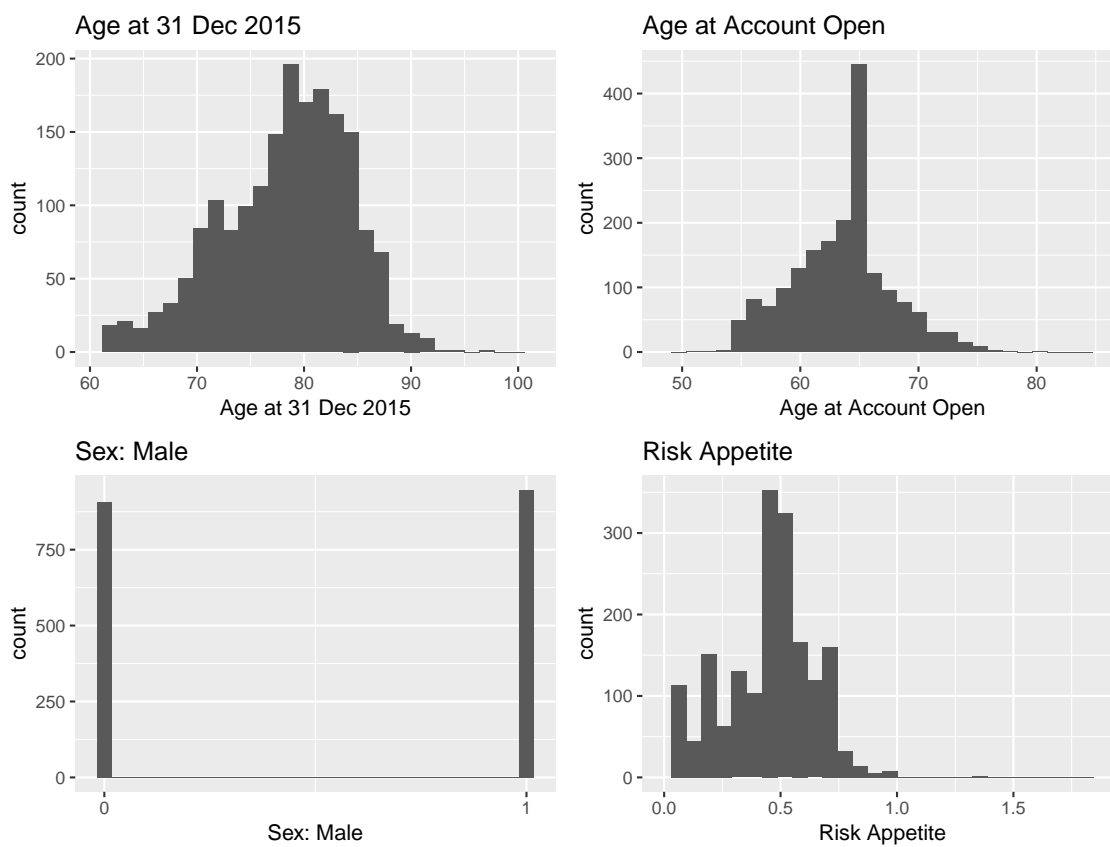 Age at 31 Dec 2015
200
150
100
50
0
count
60 70 80 90 100
Age at 31 Dec 2015
Age at Account Open
400
300
200
100
0
count
50 60 70 80
Age at Account Open
Sex: Male
750
500
250
0
count
0 1
Sex: Male
Risk Appetite
300
200
100
0
count
0.0 0.5 1.0 1.5
Risk Appetite